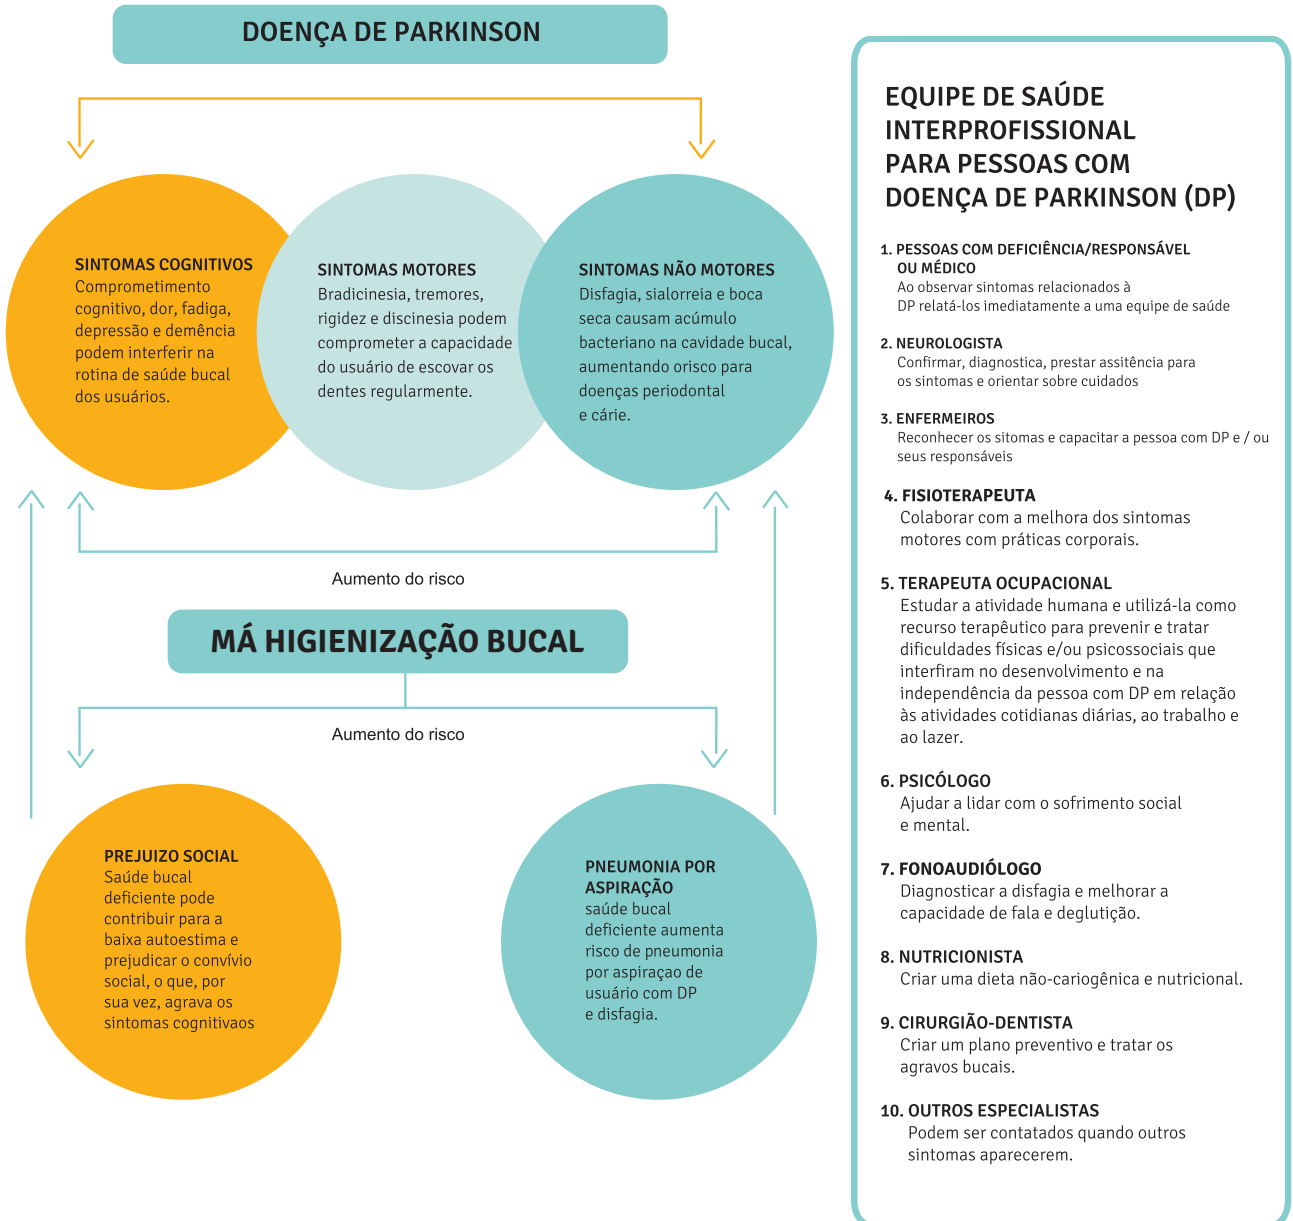 DOENÇA DE PARKINSON
SINTOMAS COGNITIVOS
Comprometimento
cognitivo, dor, fadiga,
depressão e demência
podem interferir na
rotina de saúde bucal
dos usuários.
SINTOMAS MOTORES
Bradicinesia, tremores,
rigidez e discinesia podem
comprometer a capacidade
do usuário de escovar os
dentes regularmente.
SINTOMAS NÃO MOTORES
Disfagia, sialorreia e boca
seca causam acúmulo
bacteriano na cavidade bucal,
aumentando orisco para
doenças periodontal
e cárie.
Aumento do risco
MÁ HIGIENIZAÇÃO BUCAL
Aumento do risco
PREJUIZO SOCIAL
Saúde bucal
deficiente pode
contribuir para a
baixa autoestima e
prejudicar o convívio
social, o que, por
sua vez, agrava os
sintomas cognitivaos
PNEUMONIA POR
ASPIRAÇÃO
saúde bucal
deficiente aumenta
risco de pneumonia
por aspiraçao de
usuário com DP
e disfagia.
EQUIPE DE SAÚDE
INTERPROFISSIONAL
PARA PESSOAS COM
DOENÇA DE PARKINSON (DP)
1. PESSOAS COM DEFICIÊNCIA/RESPONSÁVEL
OU MÉDICO
Ao observar sintomas relacionados à
DP relatá-los imediatamente a uma equipe de saúde
2. NEUROLOGISTA
Confirmar, diagnostica, prestar assitência para
os sintomas e orientar sobre cuidados
3. ENFERMEIROS
Reconhecer os sitomas e capacitar a pessoa com DP e / ou
seus responsáveis
4. FISIOTERAPEUTA
Colaborar com a melhora dos sintomas
motores com práticas corporais.
5. TERAPEUTA OCUPACIONAL
Estudar a atividade humana e utilizá-la como
recurso terapêutico para prevenir e tratar
dificuldades físicas e/ou psicossociais que
interfiram no desenvolvimento e na
independência da pessoa com DP em relação
às atividades cotidianas diárias, ao trabalho e
ao lazer.
6. PSICÓLOGO
Ajudar a lidar com o sofrimento social
e mental.
7. FONOAUDIÓLOGO
Diagnosticar a disfagia e melhorar a
capacidade de fala e deglutição.
8. NUTRICIONISTA
Criar uma dieta não-cariogênica e nutricional.
9. CIRURGIÃO-DENTISTA
Criar um plano preventivo e tratar os
agravos bucais.
10. OUTROS ESPECIALISTAS
Podem ser contatados quando outros
sintomas aparecerem.